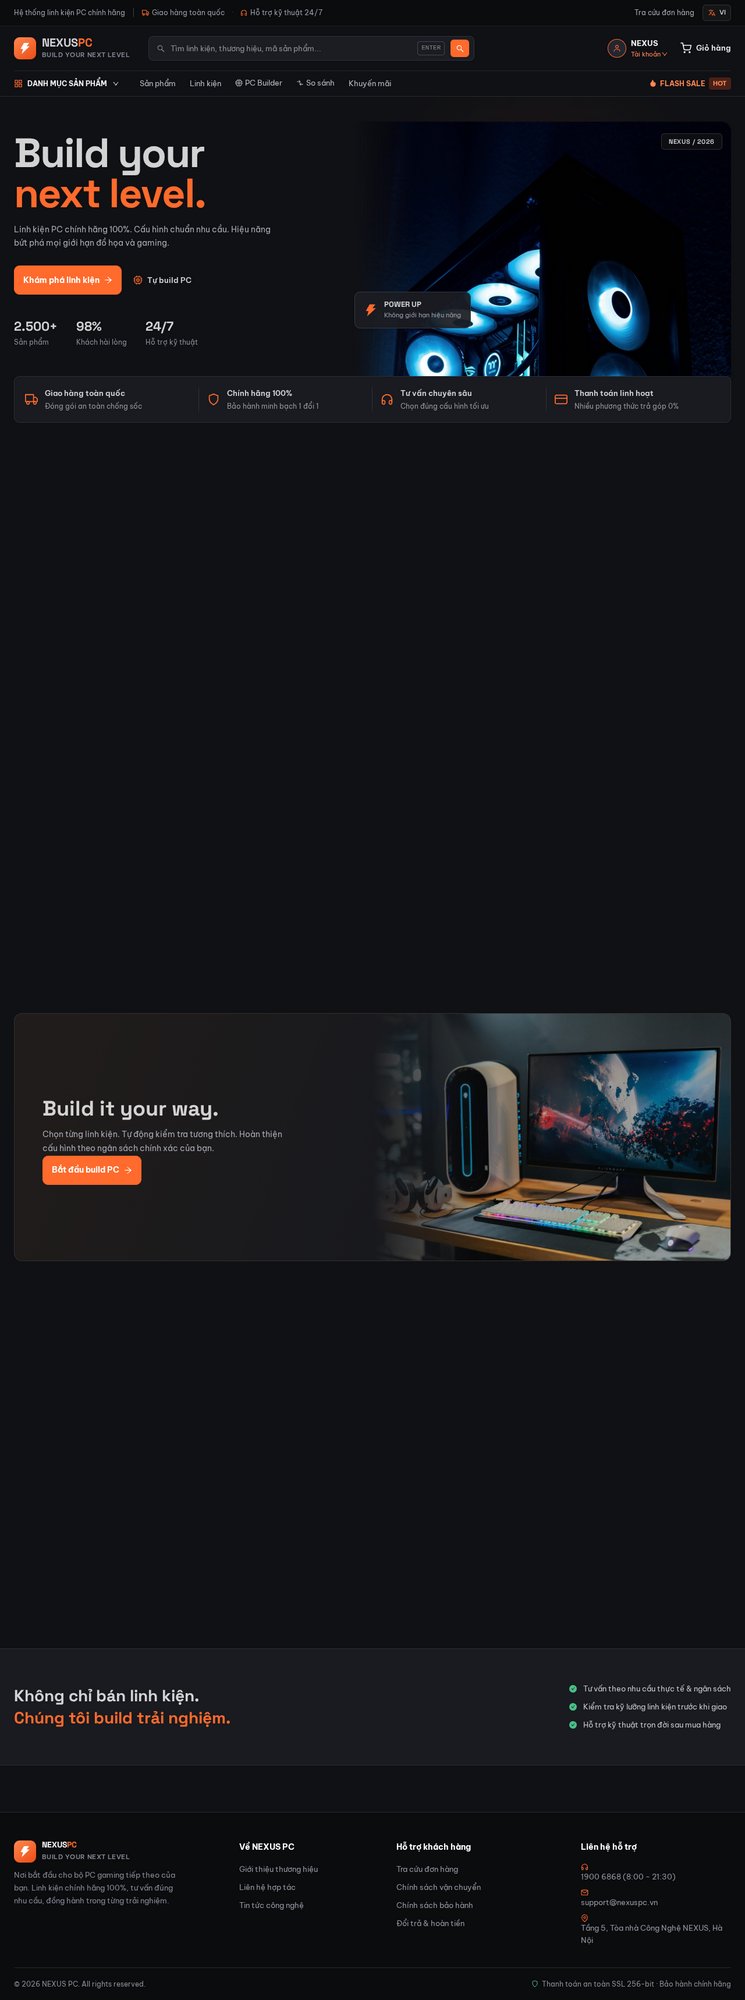 Hệ thống linh kiện PC chính hãng
Giao hàng toàn quốc
Hỗ trợ kỹ thuật 24/7
Tra cứu đơn hàng
VI
NEXUSPC
BUILD YOUR NEXT LEVEL
Tìm linh kiện, thương hiệu, mã sản phẩm...
ENTER
NEXUS
Tài khoản
Giỏ hàng
DANH MỤC SẢN PHẨM
Sản phẩm
Linh kiện
PC Builder
So sánh
Khuyến mãi
FLASH SALE
HOT
Build your
next level.
Linh kiện PC chính hãng 100%. Cấu hình chuẩn nhu cầu. Hiệu năng
bứt phá mọi giới hạn đồ họa và gaming.
Khám phá linh kiện
Tự build PC
2.500+
Sản phẩm
98%
Khách hài lòng
24/7
Hỗ trợ kỹ thuật
NEXUS / 2026
POWER UP
Không giới hạn hiệu năng
Giao hàng toàn quốc
Đóng gói an toàn chống sốc
Chính hãng 100%
Bảo hành minh bạch 1 đổi 1
Tư vấn chuyên sâu
Chọn đúng cấu hình tối ưu
Thanh toán linh hoạt
Nhiều phương thức trả góp 0%
Build it your way.
Chọn từng linh kiện. Tự động kiểm tra tương thích. Hoàn thiện
cấu hình theo ngân sách chính xác của bạn.
Bắt đầu build PC
Không chỉ bán linh kiện.
Chúng tôi build trải nghiệm.
Tư vấn theo nhu cầu thực tế & ngân sách
Kiểm tra kỹ lưỡng linh kiện trước khi giao
Hỗ trợ kỹ thuật trọn đời sau mua hàng
NEXUSPC
BUILD YOUR NEXT LEVEL
Nơi bắt đầu cho bộ PC gaming tiếp theo của
bạn. Linh kiện chính hãng 100%, tư vấn đúng
nhu cầu, đồng hành trong từng trải nghiệm.
Về NEXUS PC
Giới thiệu thương hiệu
Liên hệ hợp tác
Tin tức công nghệ
Hỗ trợ khách hàng
Tra cứu đơn hàng
Chính sách vận chuyển
Chính sách bảo hành
Đổi trả & hoàn tiền
Liên hệ hỗ trợ
1900 6868 (8:00 - 21:30)
support@nexuspc.vn
Tầng 5, Tòa nhà Công Nghệ NEXUS, Hà
Nội
© 2026 NEXUS PC. All rights reserved.
Thanh toán an toàn SSL 256-bit · Bảo hành chính hãng